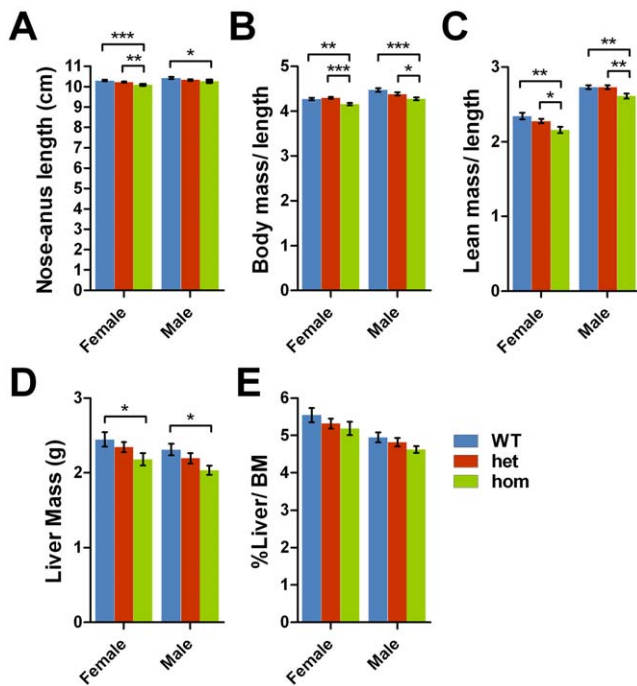 A
Nose-anus length (cm)
0
1
2
3
4
5
6
7
8
9
10
11
***
**
*
Female
Male
B
Body mass/ length
0
1
2
3
4
5
**
***
***
*
Female
Male
C
Lean mass/ length
0
1
2
3
**
*
**
**
Female
Male
D
Liver Mass (g)
0
1
2
3
*
*
Female
Male
E
%Liver/ BM
0
1
2
3
4
5
6
Female
Male
WT
het
hom